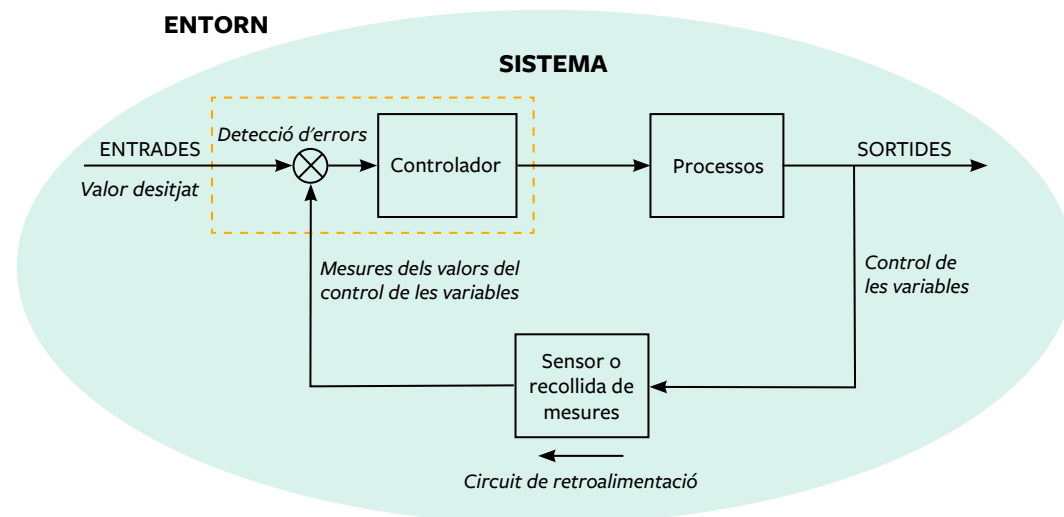 ENTORN
SISTEMA
Detecció d'errors
ENTRADES
Valor desitjat
Controlador
Processos
SORTIDES
Mesures dels valors del
control de les variables
Control de
les variables
Sensor o
recollida de
mesures
Circuit de retroalimentació